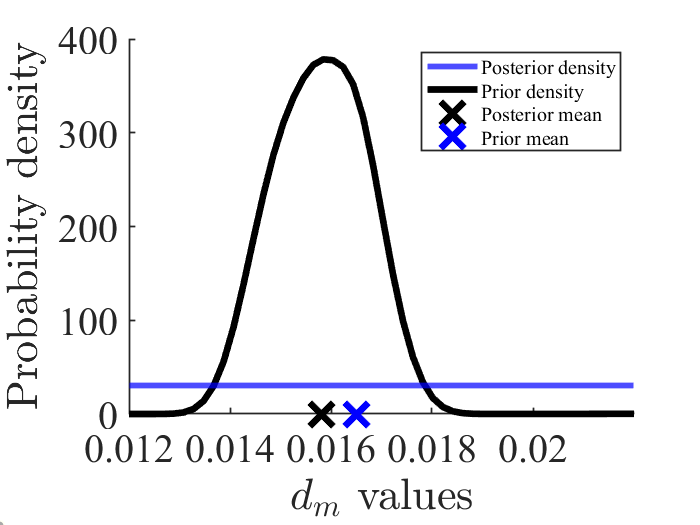 400
300
200
100
0
Probability density
Posterior density
Prior density
Posterior mean
Prior mean
0.012 0.014 0.016 0.018 0.02
d_m values